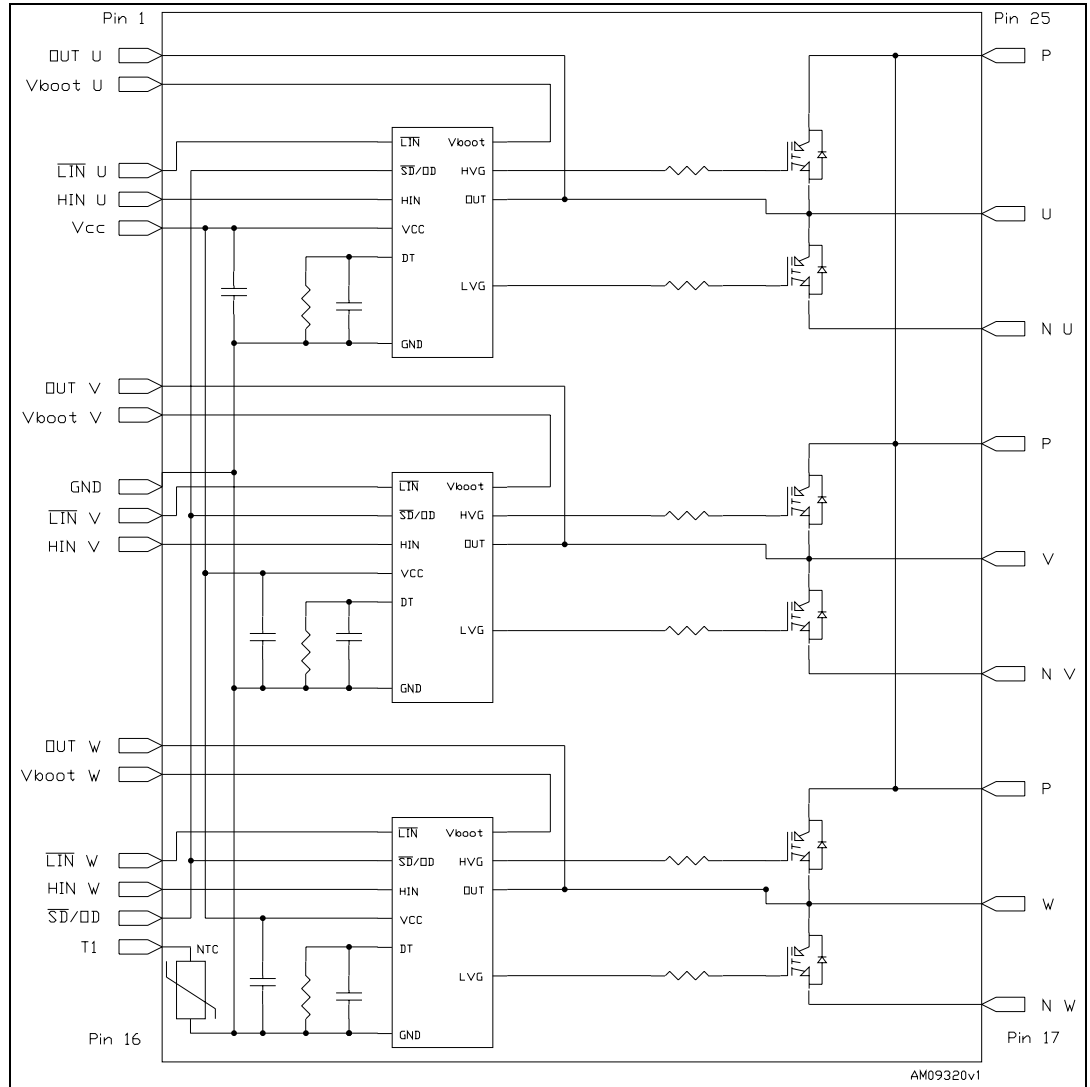 Pin 1
Pin 25
OUT U
P
Vboot U
LIN
Vboot
LIN U
SD/OD
HVG
HIN U
HIN
OUT
U
Vcc
VCC
DT
LVG
N U
GND
OUT V
Vboot V
P
GND
LIN
Vboot
LIN V
SD/OD
HVG
HIN V
HIN
OUT
V
VCC
DT
LVG
N V
GND
OUT W
Vboot W
P
LIN
Vboot
LIN W
SD/OD
HVG
HIN W
HIN
OUT
W
SD/OD
VCC
T1
NTC
DT
LVG
N W
GND
Pin 16
Pin 17
AM09320v1